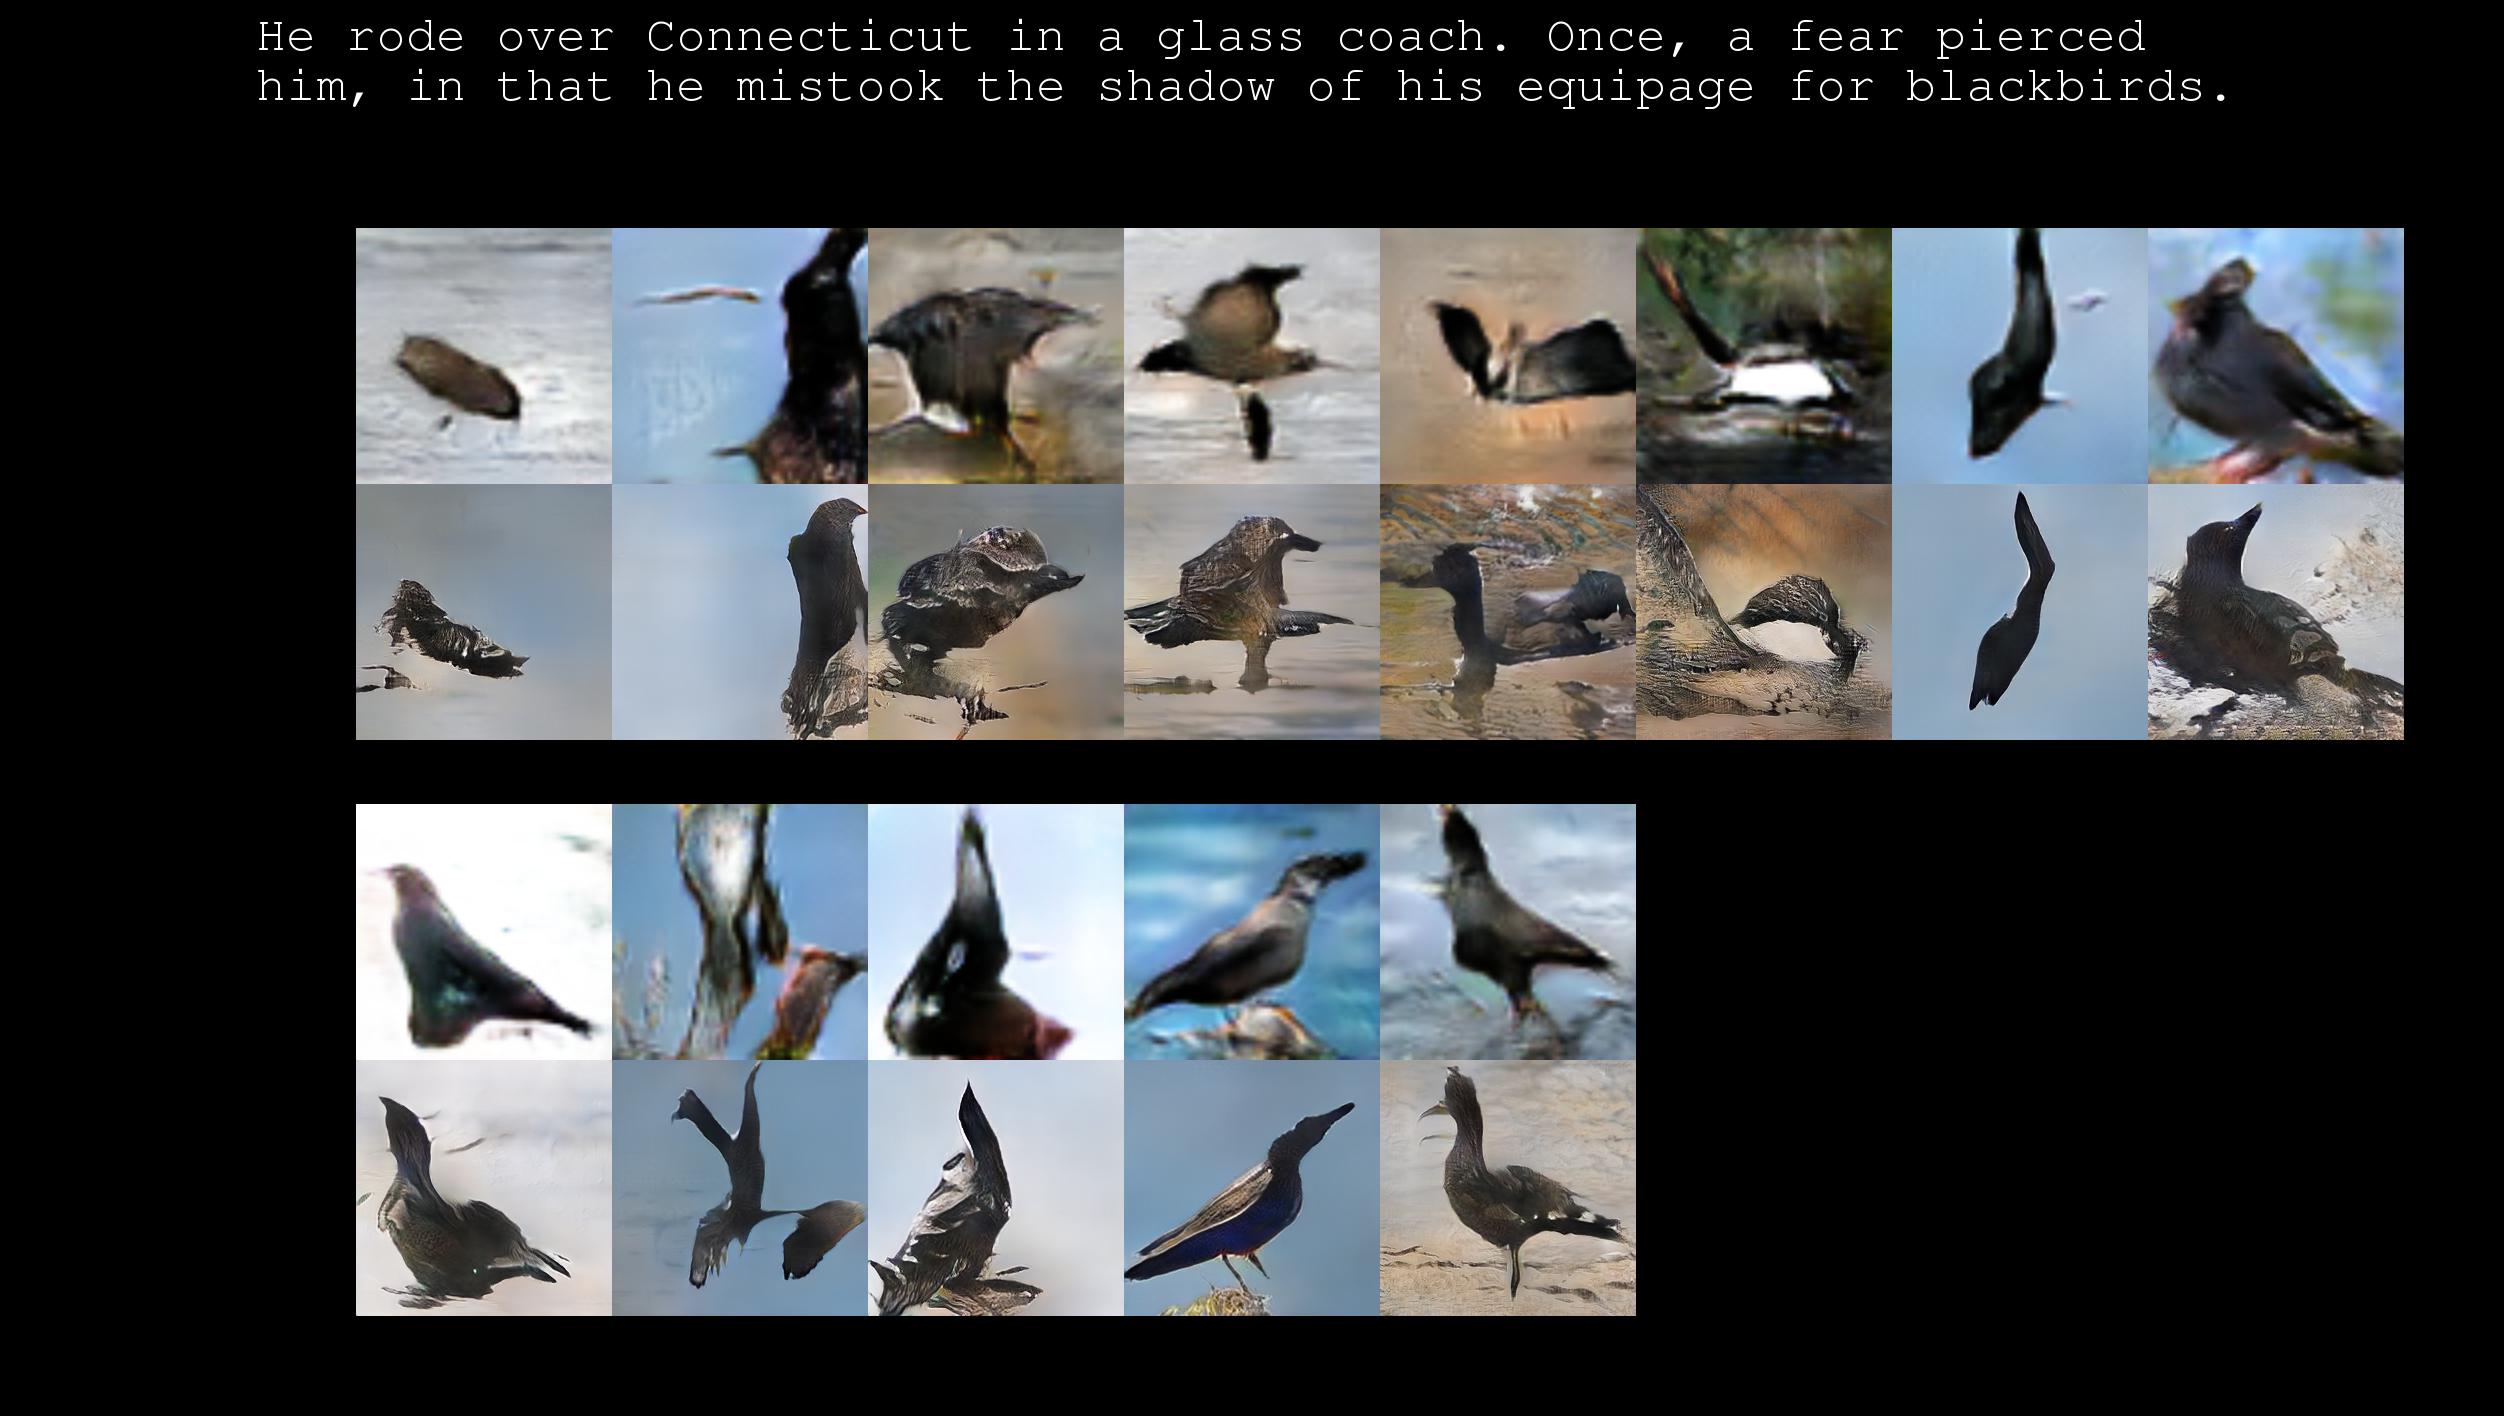 He rode over Connecticut in a glass coach. Once, a fear pierced
him, in that he mistook the shadow of his equipage for blackbirds.